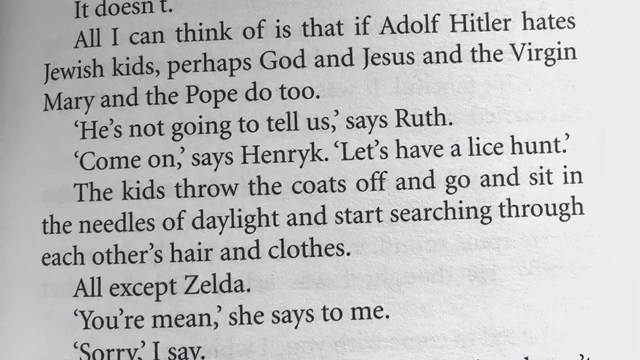 It doesn't.
All I can think of is that if Adolf Hitler hates
Jewish kids, perhaps God and Jesus and the Virgin
Mary and the Pope do too.
‘He's not going to tell us,’ says Ruth.
‘Come on,’ says Henryk. ‘Let's have a lice hunt.’
The kids throw the coats off and go and sit in
the needles of daylight and start searching through
each other's hair and clothes.
All except Zelda.
‘You're mean,’ she says to me.
‘Sorry,’ I say.